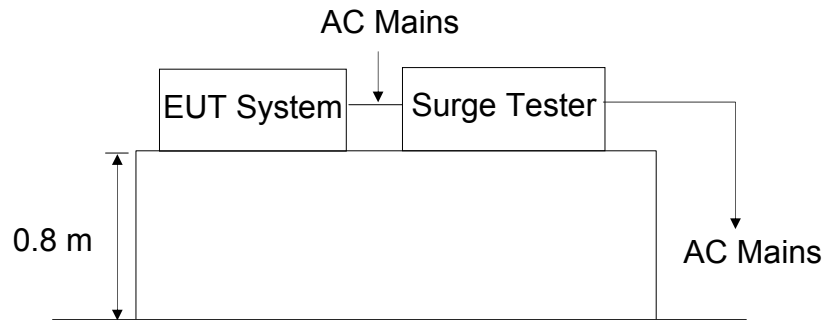 AC Mains
EUT System
Surge Tester
0.8 m
AC Mains